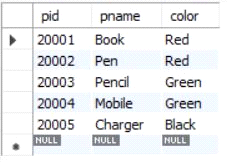 pid pname color
20001 Book Red
20002 Pen Red
20003 Pencil Green
20004 Mobile Green
20005 Charger Black
NULL NULL NULL